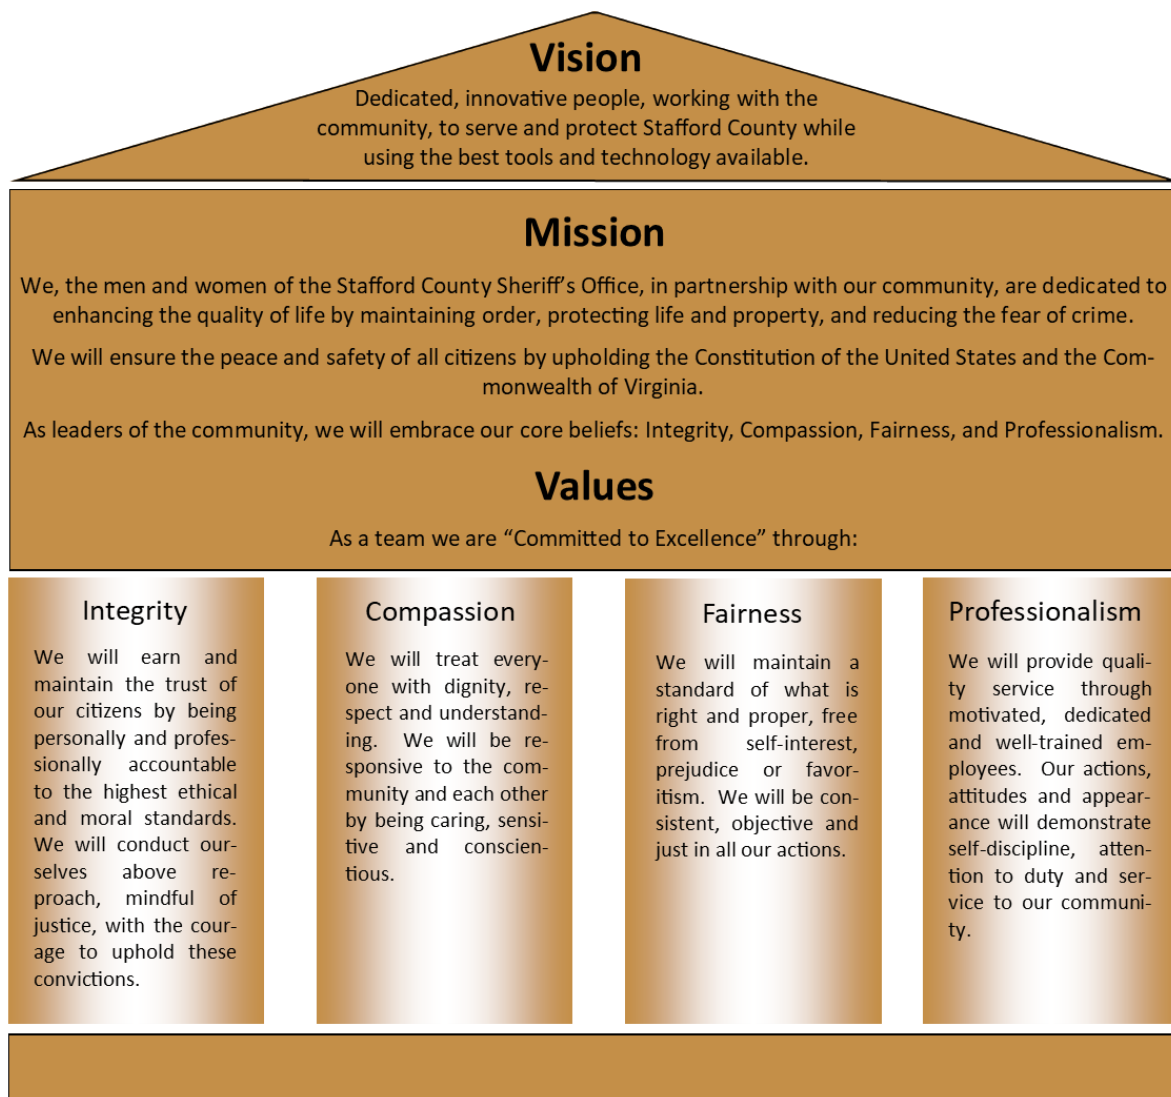 Vision
Dedicated, innovative people, working with the
community, to serve and protect Stafford County while
using the best tools and technology available.
Mission
We, the men and women of the Stafford County Sheriff's Office, in partnership with our community, are dedicated to
enhancing the quality of life by maintaining order, protecting life and property, and reducing the fear of crime.
We will ensure the peace and safety of all citizens by upholding the Constitution of the United States and the Com-
monwealth of Virginia.
As leaders of the community, we will embrace our core beliefs: Integrity, Compassion, Fairness, and Professionalism.
Values
As a team we are “Committed to Excellence” through:
Integrity
We will earn and
maintain the trust of
our citizens by being
personally and profes-
sionally accountable
to the highest ethical
and moral standards.
We will conduct our-
selves above re-
proach, mindful of
justice, with the cour-
age to uphold these
convictions.
Compassion
We will treat every-
one with dignity, re-
spect and understand-
ing. We will be re-
sponsive to the com-
munity and each other
by being caring, sensi-
tive and conscien-
tious.
Fairness
We will maintain a
standard of what is
right and proper, free
from self-interest,
prejudice or favor-
itism. We will be con-
sistent, objective and
just in all our actions.
Professionalism
We will provide quali-
ty service through
motivated, dedicated
and well-trained em-
ployees. Our actions,
attitudes and appear-
ance will demonstrate
self-discipline, atten-
tion to duty and ser-
vice to our communi-
ty.